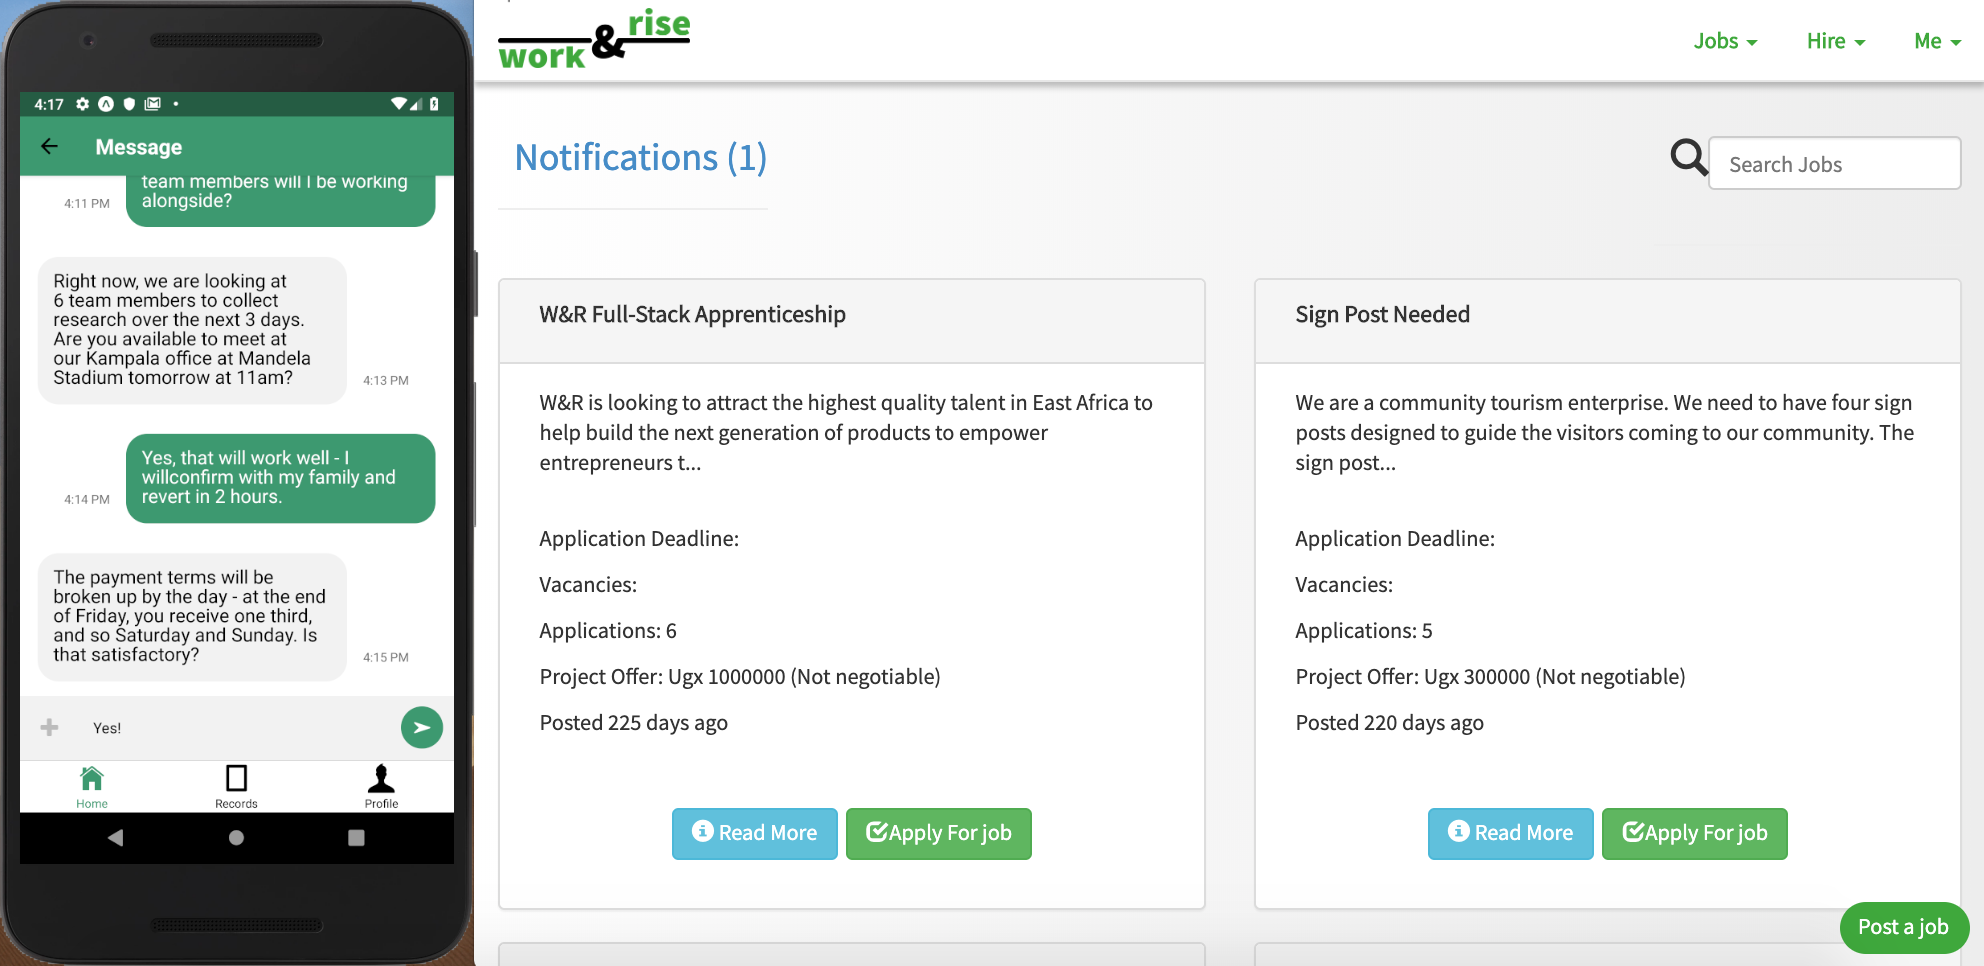 4:17
Message
team members will I be working
alongside?
4:11 PM
Right now, we are looking at
6 team members to collect
research over the next 3 days.
Are you available to meet at
our Kampala office at Mandela
Stadium tomorrow at 11am?
4:13 PM
Yes, that will work well - I
willconfirm with my family and
revert in 2 hours.
4:14 PM
The payment terms will be
broken up by the day - at the end
of Friday, you receive one third,
and so Saturday and Sunday. Is
that satisfactory?
4:15 PM
Yes!
Home Records Profile
work & rise
Jobs Hire Me
Notifications (1)
Search Jobs
W&R Full-Stack Apprenticeship
W&R is looking to attract the highest quality talent in East Africa to
help build the next generation of products to empower
entrepreneurs t...
Application Deadline:
Vacancies:
Applications: 6
Project Offer: Ugx 1000000 (Not negotiable)
Posted 225 days ago
Read More Apply For job
Sign Post Needed
We are a community tourism enterprise. We need to have four sign
posts designed to guide the visitors coming to our community. The
sign post...
Application Deadline:
Vacancies:
Applications: 5
Project Offer: Ugx 300000 (Not negotiable)
Posted 220 days ago
Read More Apply For job
Post a job